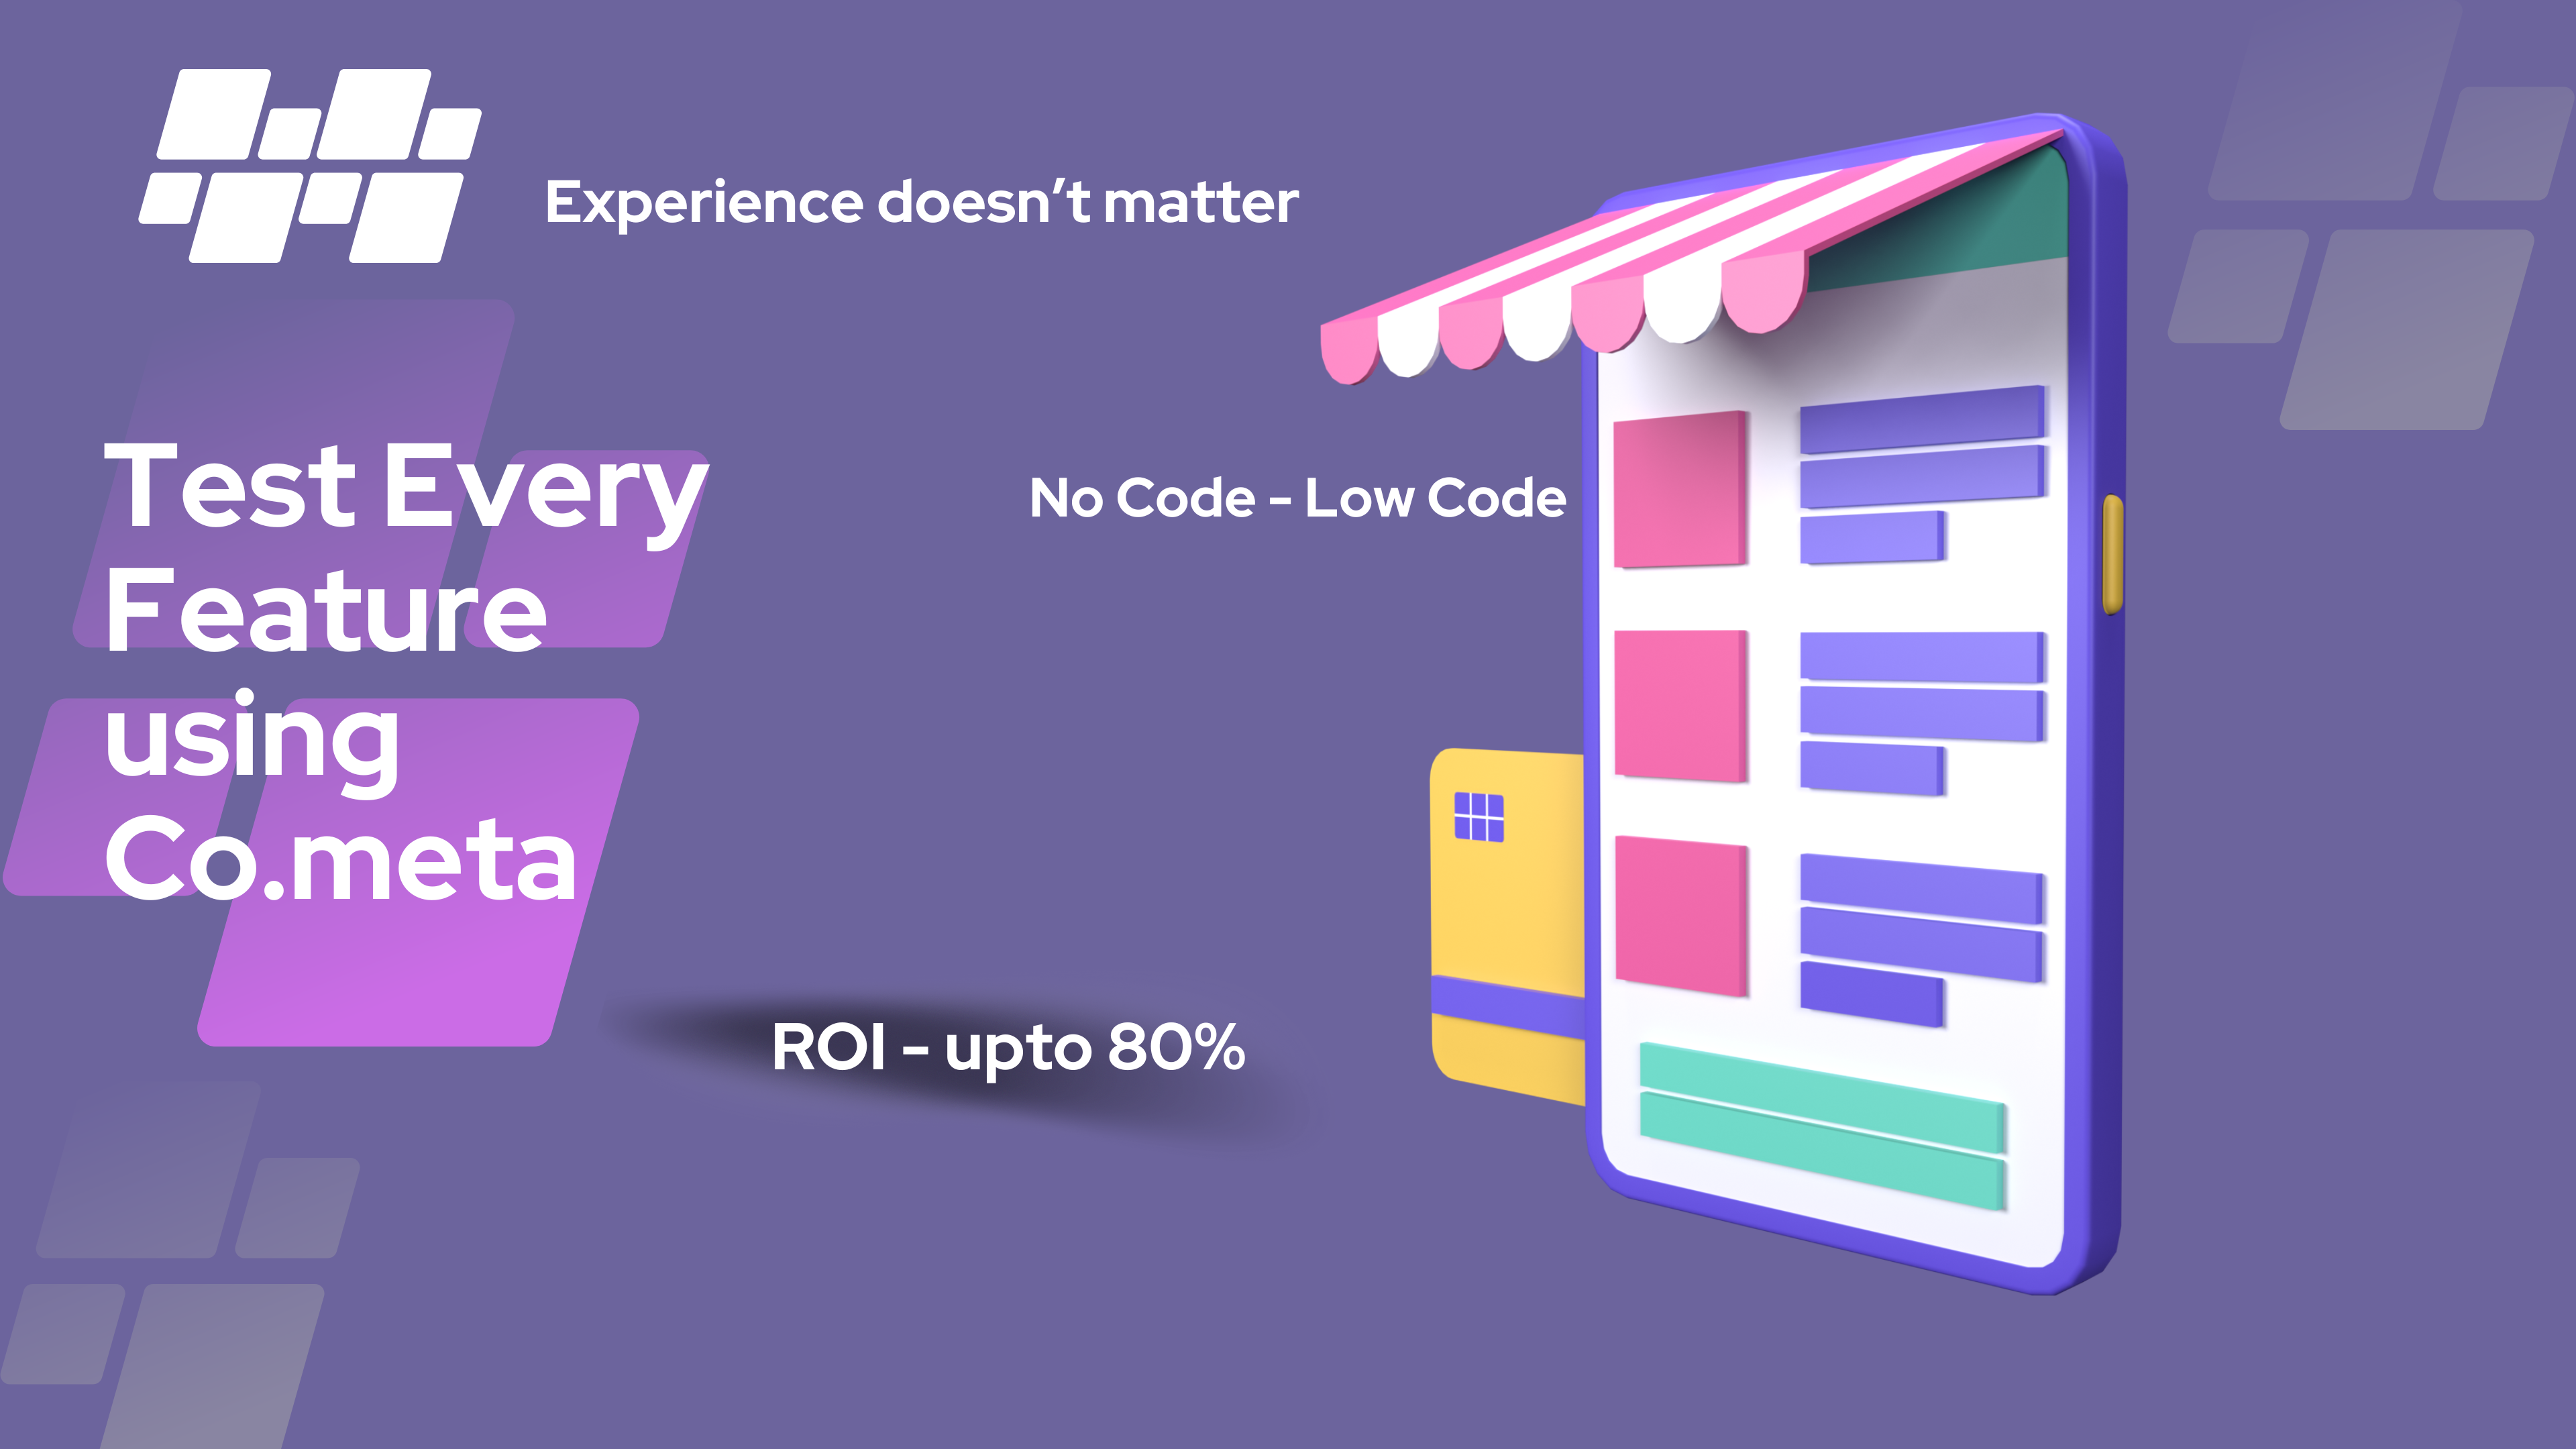 Experience doesn’t matter
Test Every
Feature
using
Co.meta
No Code - Low Code
ROI - upto 80%